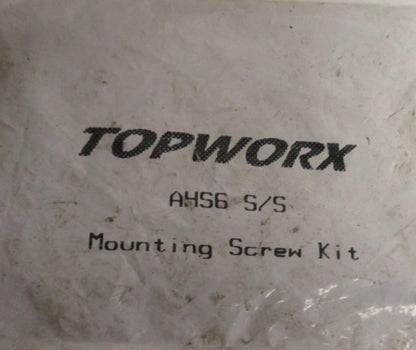 TOPWORX
AHS6 S/S
Mounting Screw Kit